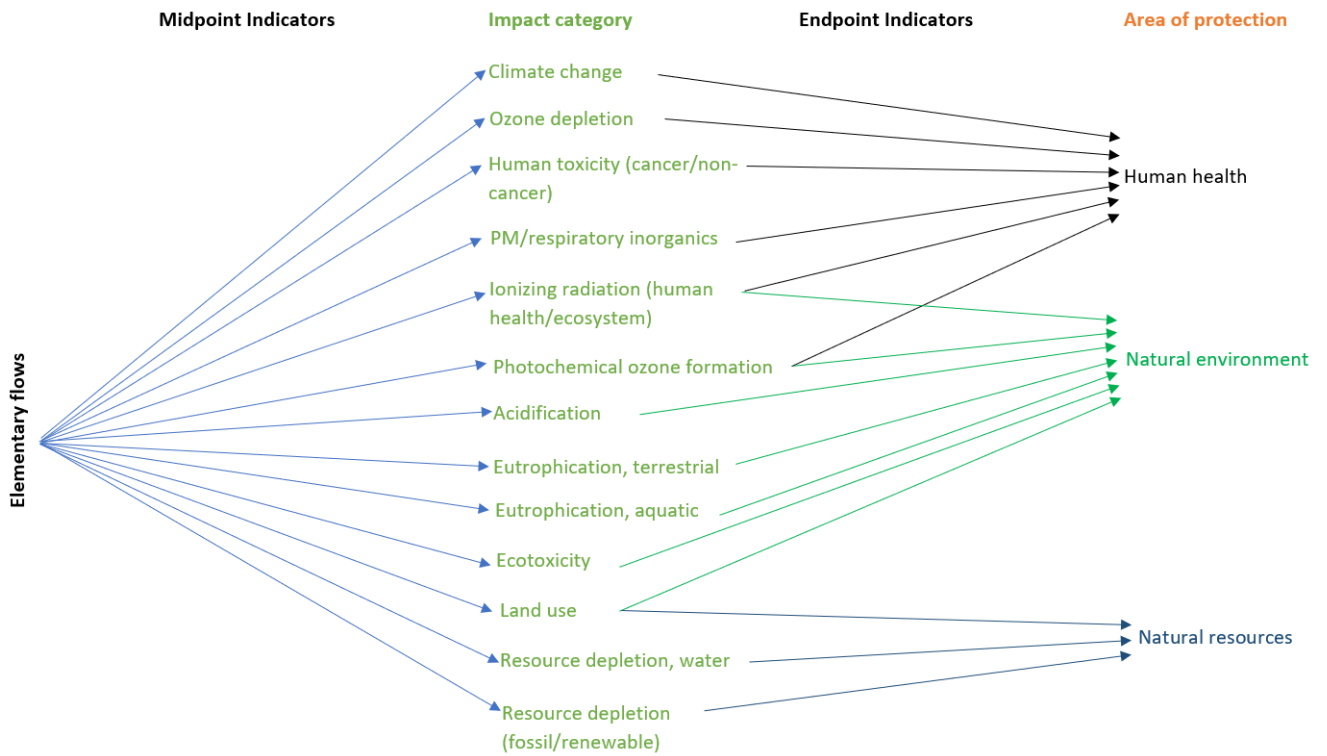 Midpoint Indicators
Impact category
Endpoint Indicators
Area of protection
Elementary flows
Climate change
Ozone depletion
Human toxicity (cancer/non-
cancer)
PM/respiratory inorganics
Ionizing radiation (human
health/ecosystem)
Photochemical ozone formation
Acidification
Eutrophication, terrestrial
Eutrophication, aquatic
Ecotoxicity
Land use
Resource depletion, water
Resource depletion
(fossil/renewable)
Human health
Natural environment
Natural resources